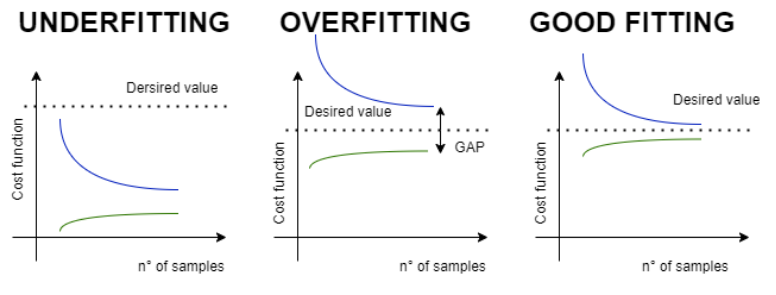 UNDERFITTING
Dersired value
Cost function
n° of samples
OVERFITTING
Desired value
GAP
Cost function
n° of samples
GOOD FITTING
Desired value
Cost function
n° of samples